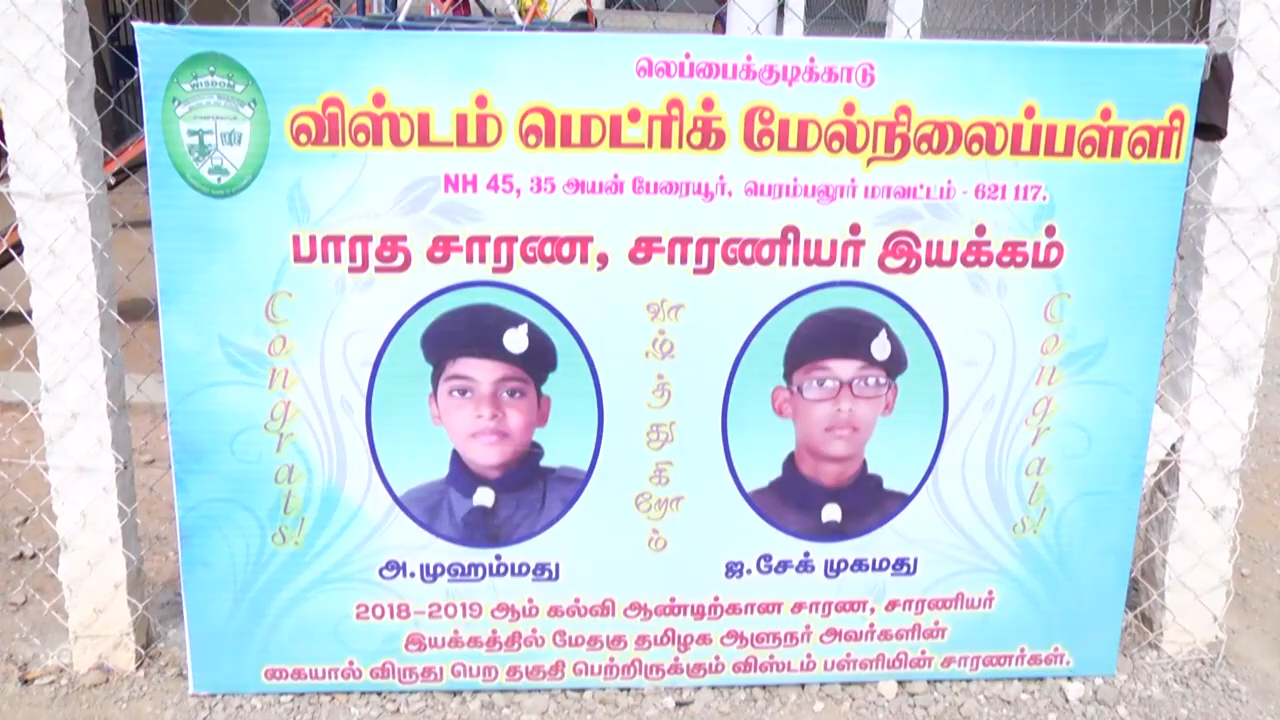 WISDOM
லெப்பைக்குடிக்காடு
விஸ்டம் மெட்ரிக் மேல்நிலைப்பள்ளி
NH 45, 35 அயன் பேரையூர், பெரம்பலூர் மாவட்டம் - 621 117.
பாரத சாரண, சாரணியர் இயக்கம்
Congrats!
வாழ்த்துகிறோம்
Congrats!
அ.முஹம்மது
ஐ.சேக் முகமது
2018-2019 ஆம் கல்வி ஆண்டிற்கான சாரண, சாரணியர்
இயக்கத்தில் மேதகு தமிழக ஆளுநர் அவர்களின்
கையால் விருது பெற தகுதி பெற்றிருக்கும் விஸ்டம் பள்ளியின் சாரணர்கள்.